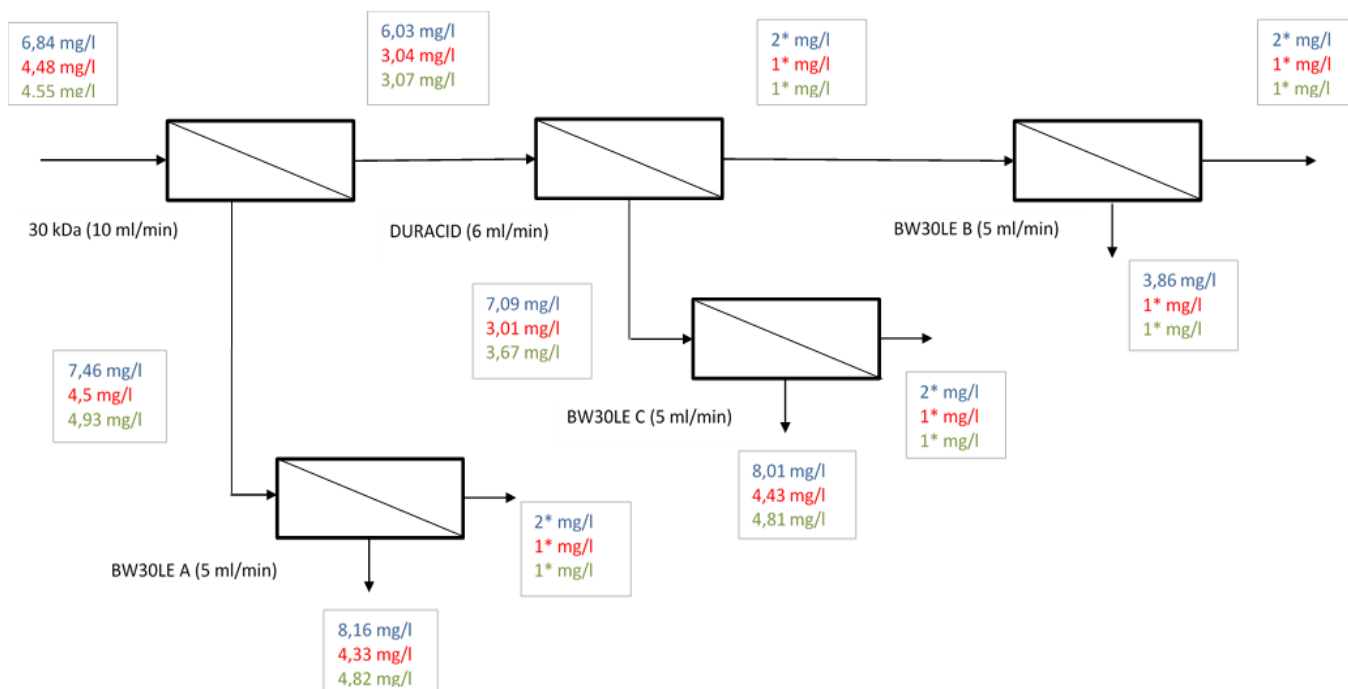 6,84 mg/l
4,48 mg/l
4.55 mg/l
6,03 mg/l
3,04 mg/l
3,07 mg/l
2* mg/l
1* mg/l
1* mg/l
2* mg/l
1* mg/l
1* mg/l
30 kDa (10 ml/min)
DURACID (6 ml/min)
BW30LE B (5 ml/min)
7,09 mg/l
3,01 mg/l
3,67 mg/l
3,86 mg/l
1* mg/l
1* mg/l
7,46 mg/l
4,5 mg/l
4,93 mg/l
BW30LE C (5 ml/min)
2* mg/l
1* mg/l
1* mg/l
8,01 mg/l
4,43 mg/l
4,81 mg/l
BW30LE A (5 ml/min)
2* mg/l
1* mg/l
1* mg/l
8,16 mg/l
4,33 mg/l
4,82 mg/l